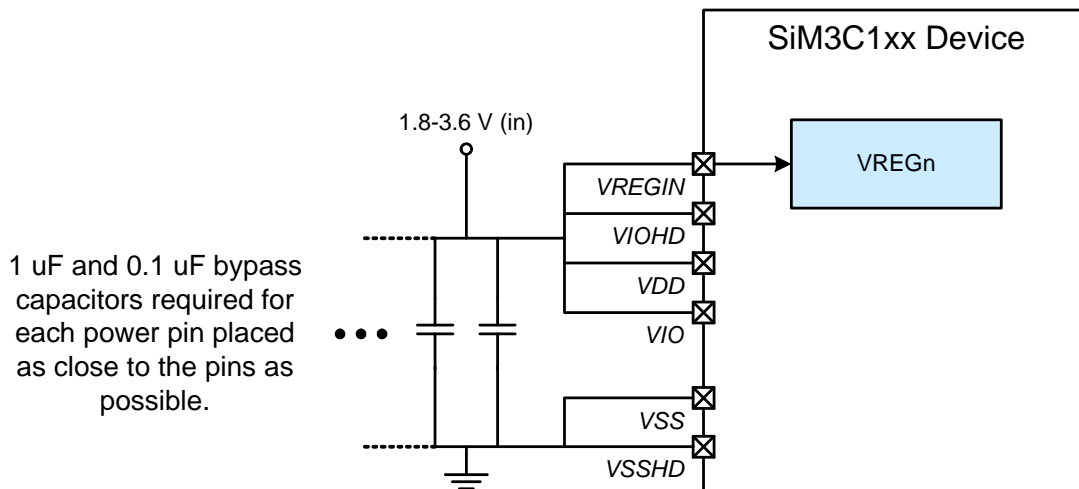 SiM3C1xx Device
1.8-3.6 V (in)
VREGn
VREGIN
VIOHD
VDD
VIO
1 uF and 0.1 uF bypass
capacitors required for
each power pin placed
as close to the pins as
possible.
VSS
VSSHD